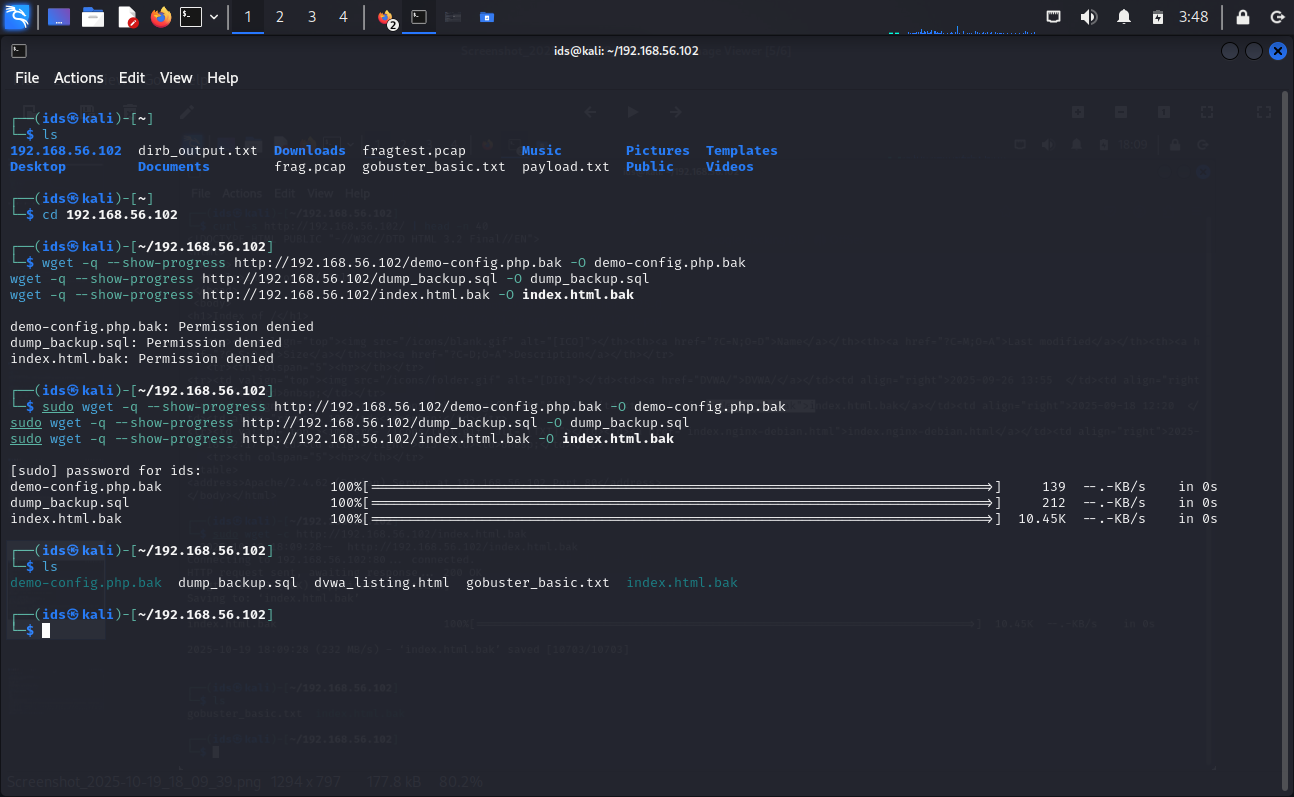 1 2 3 4 2 3:48
ids@kali: ~/192.168.56.102
File Actions Edit View Help
┌──(ids㉿kali)-[~]
└─$ ls
192.168.56.102 dirb_output.txt Downloads fragtest.pcap Music Pictures Templates
Desktop Documents frag.pcap gobuster_basic.txt payload.txt Public Videos
┌──(ids㉿kali)-[~]
└─$ cd 192.168.56.102
┌──(ids㉿kali)-[~/192.168.56.102]
└─$ wget -q --show-progress http://192.168.56.102/demo-config.php.bak -O demo-config.php.bak
wget -q --show-progress http://192.168.56.102/dump_backup.sql -O dump_backup.sql
wget -q --show-progress http://192.168.56.102/index.html.bak -O index.html.bak
demo-config.php.bak: Permission denied
dump_backup.sql: Permission denied
index.html.bak: Permission denied
┌──(ids㉿kali)-[~/192.168.56.102]
└─$ sudo wget -q --show-progress http://192.168.56.102/demo-config.php.bak -O demo-config.php.bak
sudo wget -q --show-progress http://192.168.56.102/dump_backup.sql -O dump_backup.sql
sudo wget -q --show-progress http://192.168.56.102/index.html.bak -O index.html.bak
[sudo] password for ids:
demo-config.php.bak 100%[===================>] 139 --.-KB/s in 0s
dump_backup.sql 100%[===================>] 212 --.-KB/s in 0s
index.html.bak 100%[===================>] 10.45K --.-KB/s in 0s
┌──(ids㉿kali)-[~/192.168.56.102]
└─$ ls
demo-config.php.bak dump_backup.sql dvwa_listing.html gobuster_basic.txt index.html.bak
┌──(ids㉿kali)-[~/192.168.56.102]
└─$
Screenshot_2025-10-19_18_09_39.png 1294 x 797 177.8 kB 80.2%